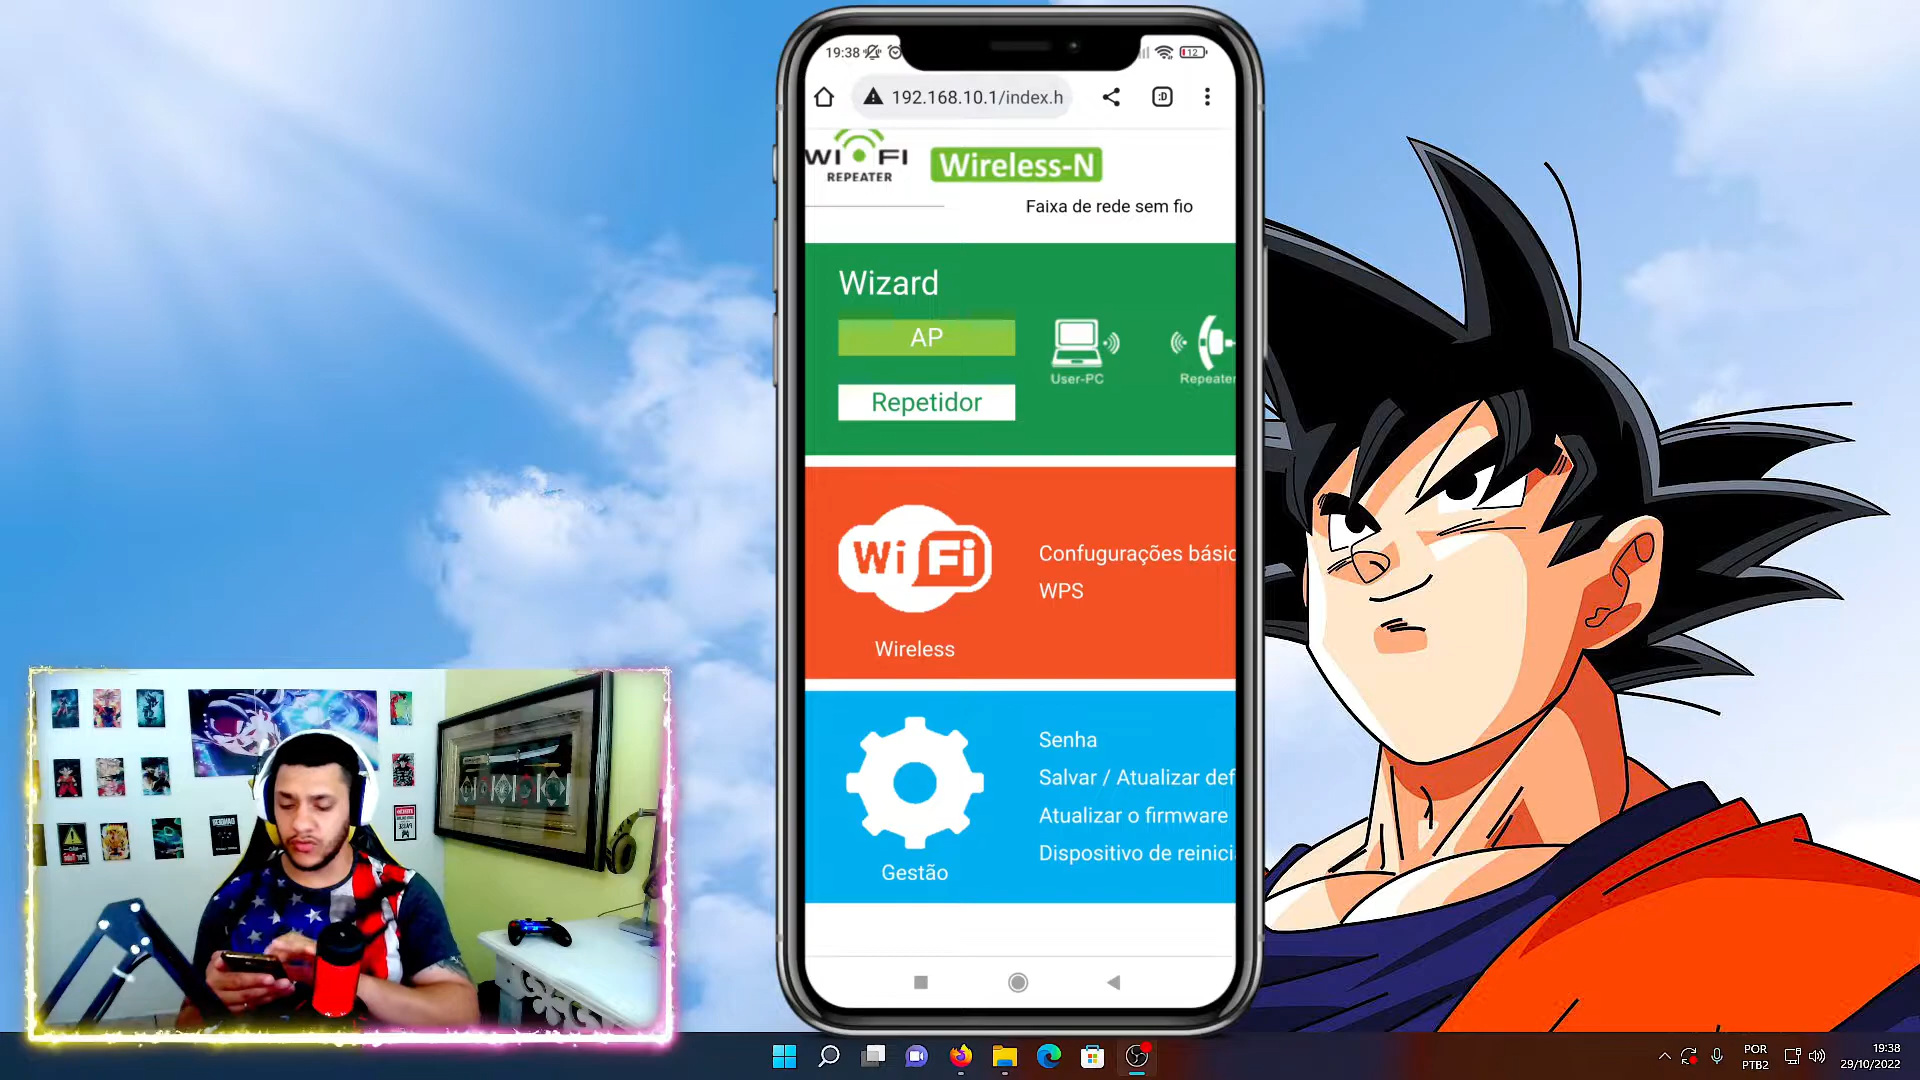 19:38
12
192.168.10.1/index.h
:D
WI FI
REPEATER
Wireless-N
Faixa de rede sem fio
Wizard
AP
User-PC
Repeater
Repetidor
Wi Fi
Confugurações básic
WPS
Wireless
Senha
Salvar / Atualizar def
Atualizar o firmware
Dispositivo de reinici
Gestão
POR
PTB2
19:38
29/10/2022